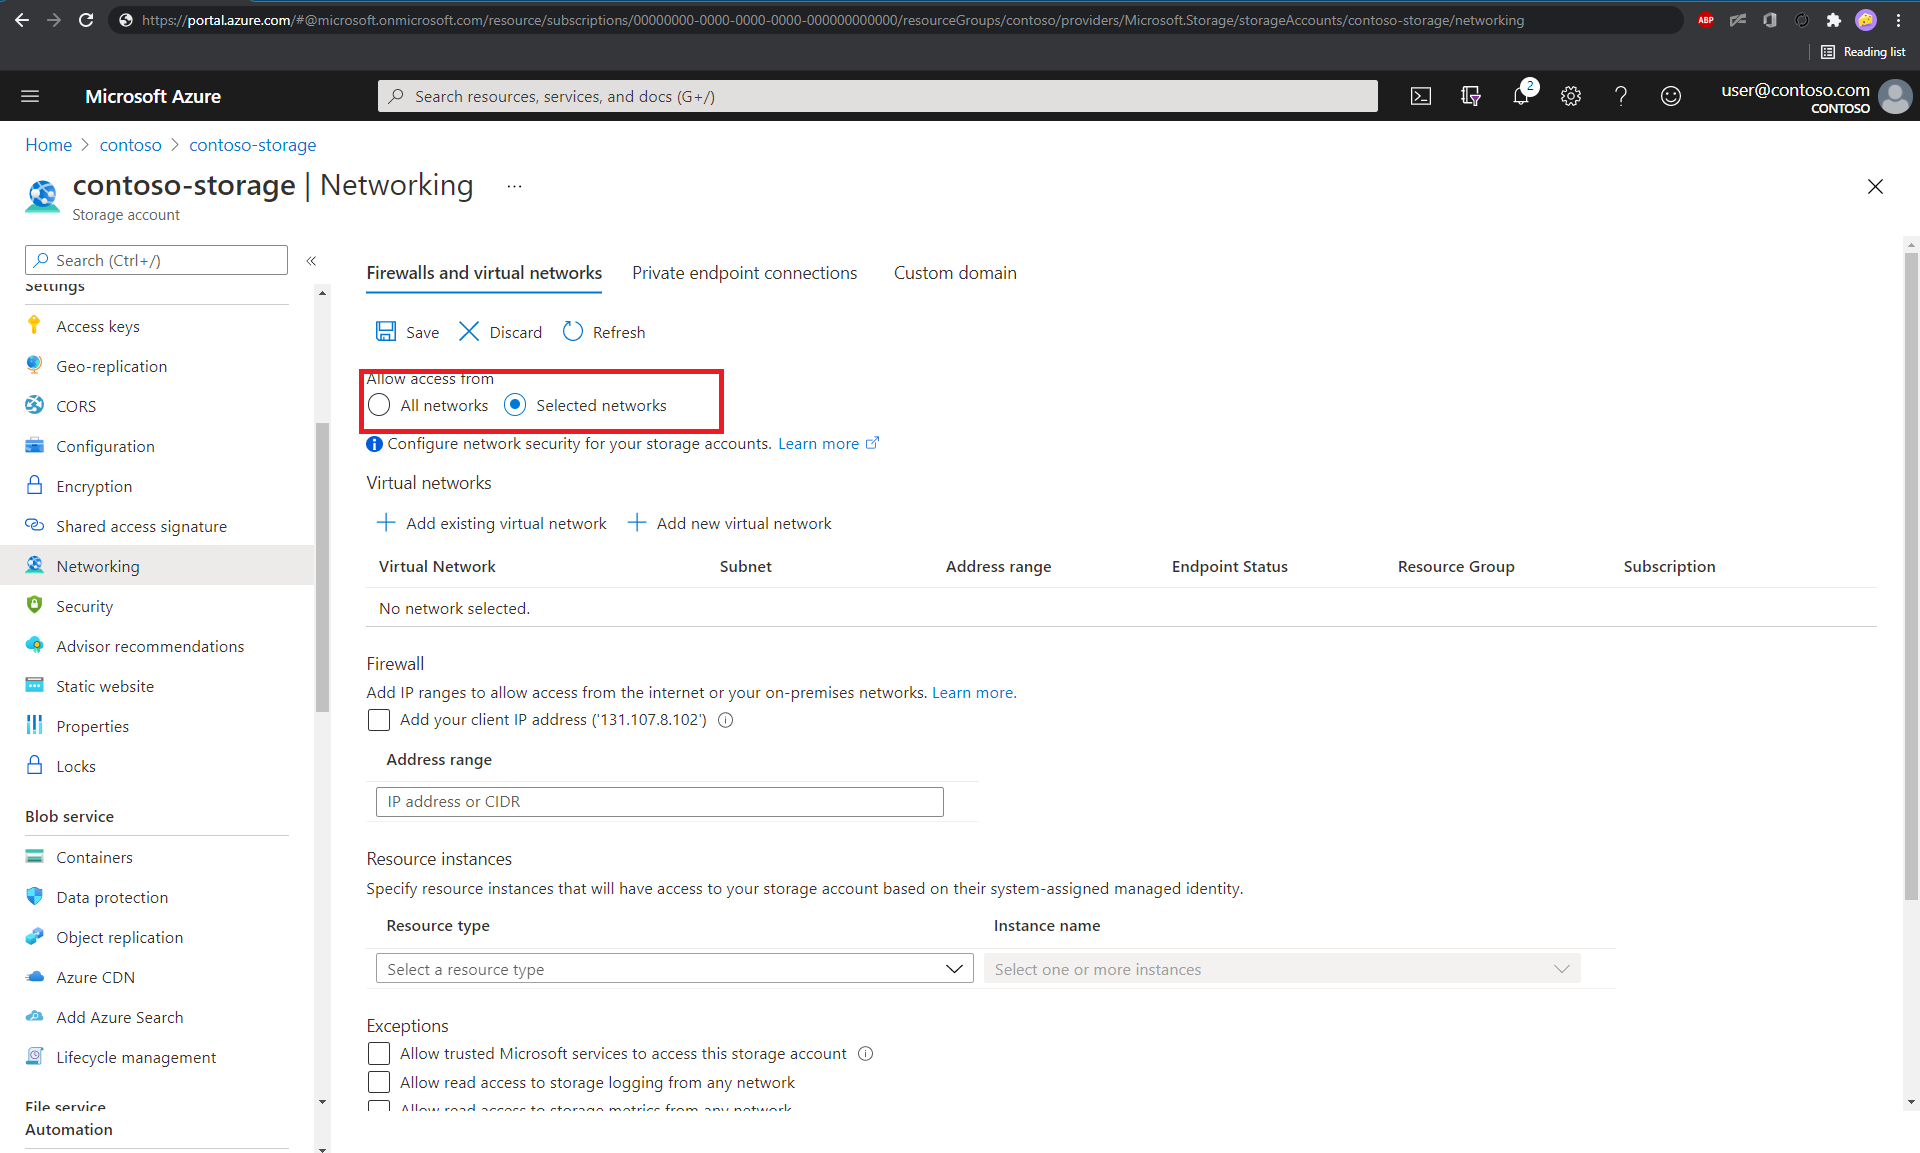 https://portal.azure.com/#@microsoft.onmicrosoft.com/resource/subscriptions/00000000-0000-0000-0000-000000000000/resourceGroups/contoso/providers/Microsoft.Storage/storageAccounts/contoso-storage/networking
ABP
Reading list
Microsoft Azure
Search resources, services, and docs (G+/)
2
user@contoso.com
CONTOSO
Home > contoso > contoso-storage
contoso-storage | Networking ...
Storage account
Search (Ctrl+/)
«
Settings
Access keys
Geo-replication
CORS
Configuration
Encryption
Shared access signature
Networking
Security
Advisor recommendations
Static website
Properties
Locks
Blob service
Containers
Data protection
Object replication
Azure CDN
Add Azure Search
Lifecycle management
File service
Automation
Firewalls and virtual networks Private endpoint connections Custom domain
Save Discard Refresh
Allow access from
All networks Selected networks
Configure network security for your storage accounts. Learn more
Virtual networks
Add existing virtual network Add new virtual network
Virtual Network Subnet Address range Endpoint Status Resource Group Subscription
No network selected.
Firewall
Add IP ranges to allow access from the internet or your on-premises networks. Learn more.
Add your client IP address ('131.107.8.102')
Address range
IP address or CIDR
Resource instances
Specify resource instances that will have access to your storage account based on their system-assigned managed identity.
Resource type Instance name
Select a resource type Select one or more instances
Exceptions
Allow trusted Microsoft services to access this storage account
Allow read access to storage logging from any network
Allow read access to storage metrics from any network